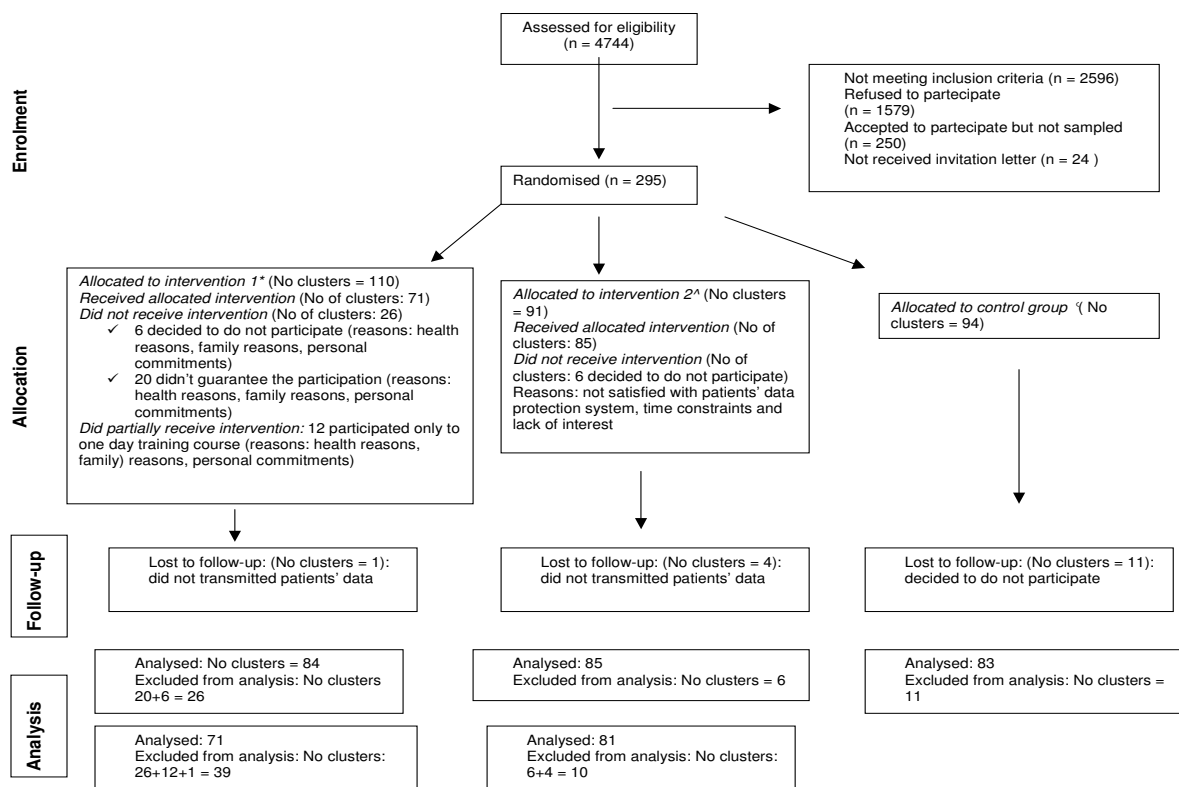 Assessed for eligibility
(n = 4744)
Enrolment
Not meeting inclusion criteria (n = 2596)
Refused to partecipate
(n = 1579)
Accepted to partecipate but not sampled
(n = 250)
Not received invitation letter (n = 24 )
Randomised (n = 295)
Allocation
Allocated to intervention 1* (No clusters = 110)
Received allocated intervention (No of clusters: 71)
Did not receive intervention (No of clusters: 26)
✓ 6 decided to do not participate (reasons: health
reasons, family reasons, personal
commitments)
✓ 20 didn't guarantee the participation (reasons:
health reasons, family reasons, personal
commitments)
Did partially receive intervention: 12 participated only to
one day training course (reasons: health reasons,
family) reasons, personal commitments)
Allocated to intervention 2^ (No clusters
= 91)
Received allocated intervention (No of
clusters: 85)
Did not receive intervention (No of
clusters: 6 decided to do not participate)
Reasons: not satisfied with patients' data
protection system, time constraints and
lack of interest
Allocated to control group ( No
clusters = 94)
Follow-up
Lost to follow-up: (No clusters = 1):
did not transmitted patients' data
Lost to follow-up: (No clusters = 4):
did not transmitted patients' data
Lost to follow-up: (No clusters = 11):
decided to do not participate
Analysis
Analysed: No clusters = 84
Excluded from analysis: No clusters
20+6 = 26
Analysed: 85
Excluded from analysis: No clusters = 6
Analysed: 83
Excluded from analysis: No clusters =
11
Analysed: 71
Excluded from analysis: No clusters:
26+12+1 = 39
Analysed: 81
Excluded from analysis: No clusters:
6+4 = 10